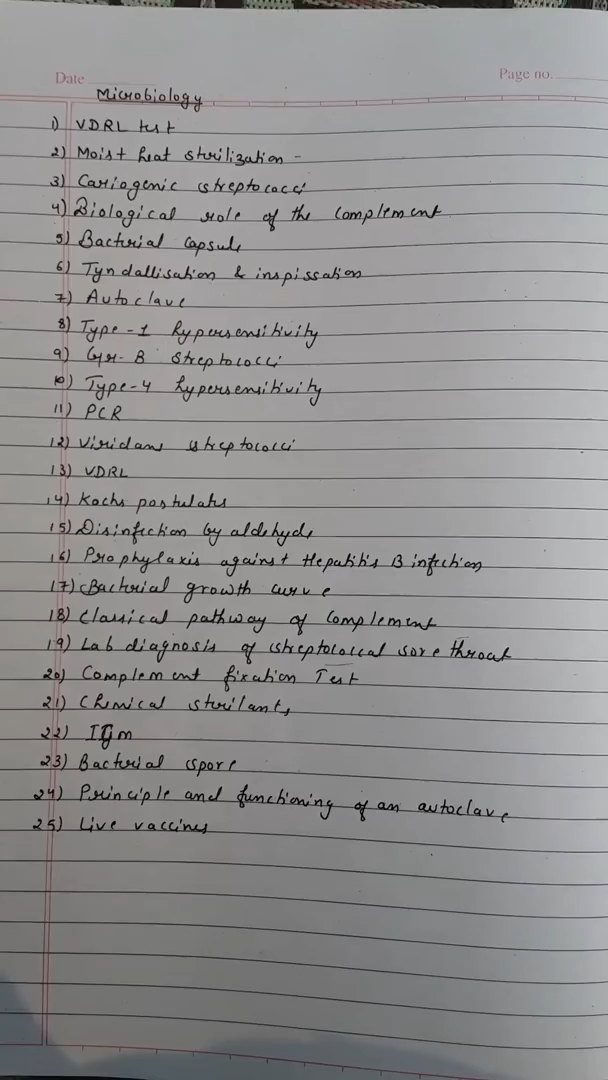 Date
Page no.
Microbiology
1) VDRL test
2) Moist heat sterilization -
3) Cariogenic streptococci
4) Biological role of the complement
5) Bacterial capsule
6) Tyndallisation & inspissation
7) Autoclave
8) Type-1 hypersensitivity
9) Gр-B Streptococci
10) Type-4 hypersensitivity
11) PCR
12) Viridans streptococci
13) VDRL
14) Kochs postulates
15) Disinfection by aldehyde
16) Prophylaxis against Hepatitis B infection
17) Bacterial growth curve
18) Classical pathway of complement
19) Lab diagnosis of streptococcal sore throat
20) Complement fixation Test
21) Chemical sterilants
22) IgM
23) Bacterial spore
24) Principle and functioning of an autoclave
25) Live vaccines